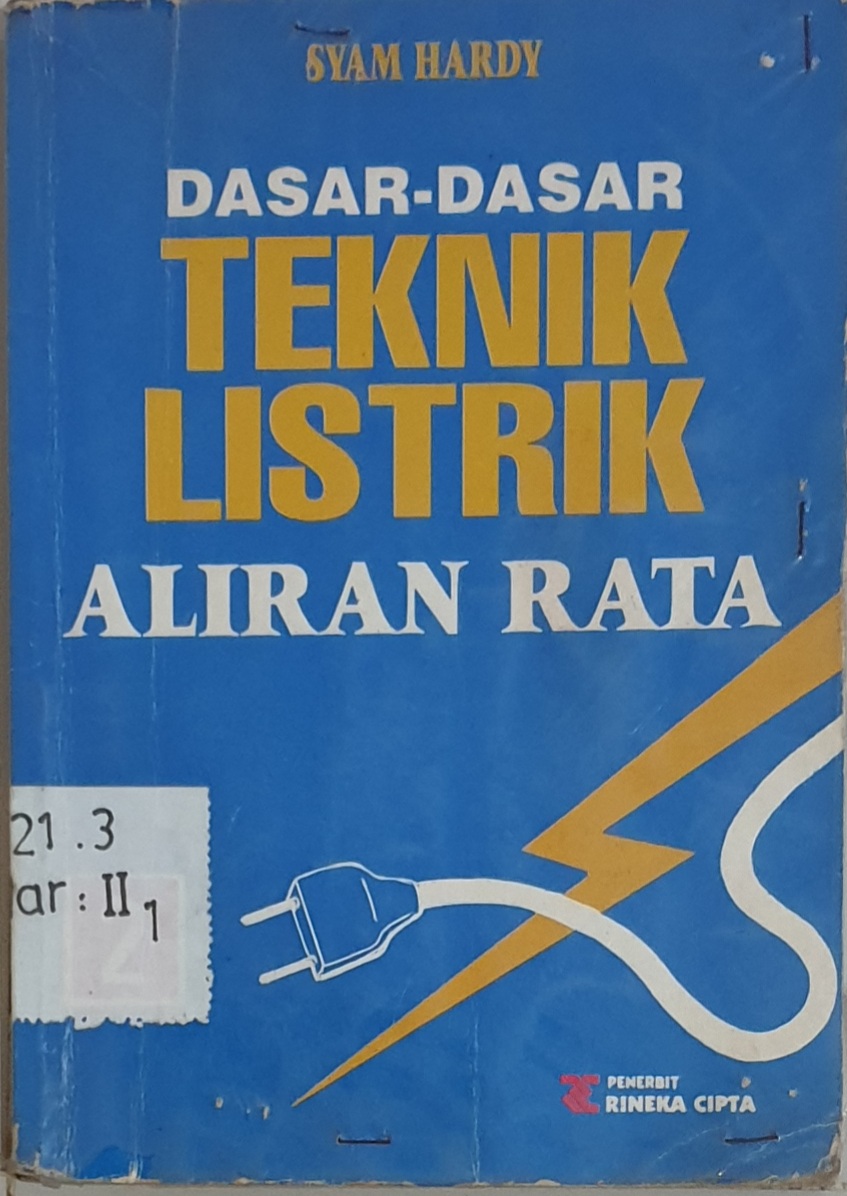 SYAM HARDY
DASAR-DASAR
TEKNIK
LISTRIK
ALIRAN RATA
21.3
ar: II 1
PENERBIT
RINEKA CIPTA